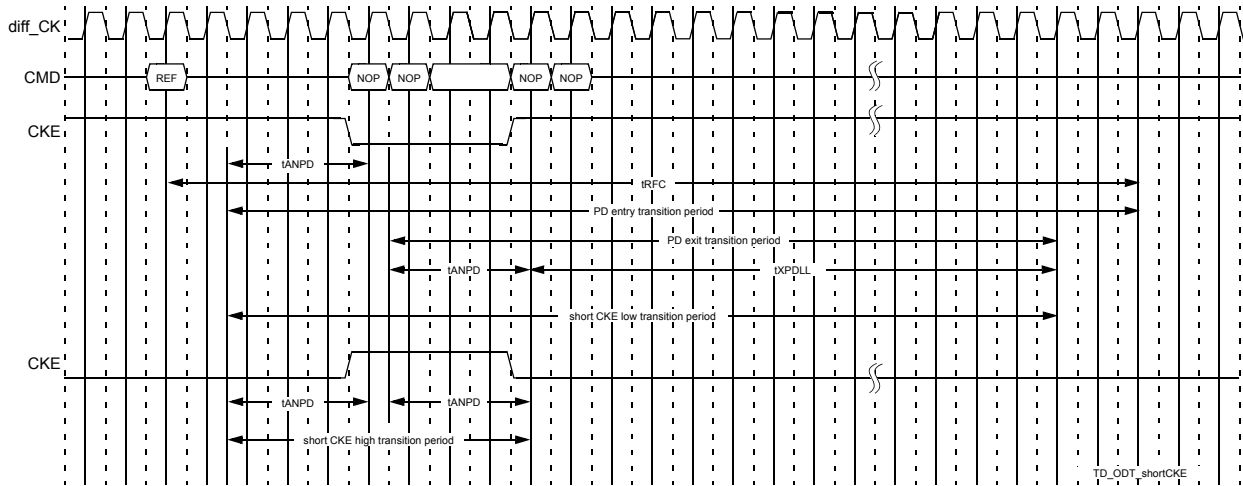 diff_CK
CMD REF NOP NOP NOP NOP
CKE
tANPD
tRFC
PD entry transition period
PD exit transition period
tANPD tXPDLL
short CKE low transition period
CKE
tANPD tANPD
short CKE high transition period
TD_ODT_shortCKE